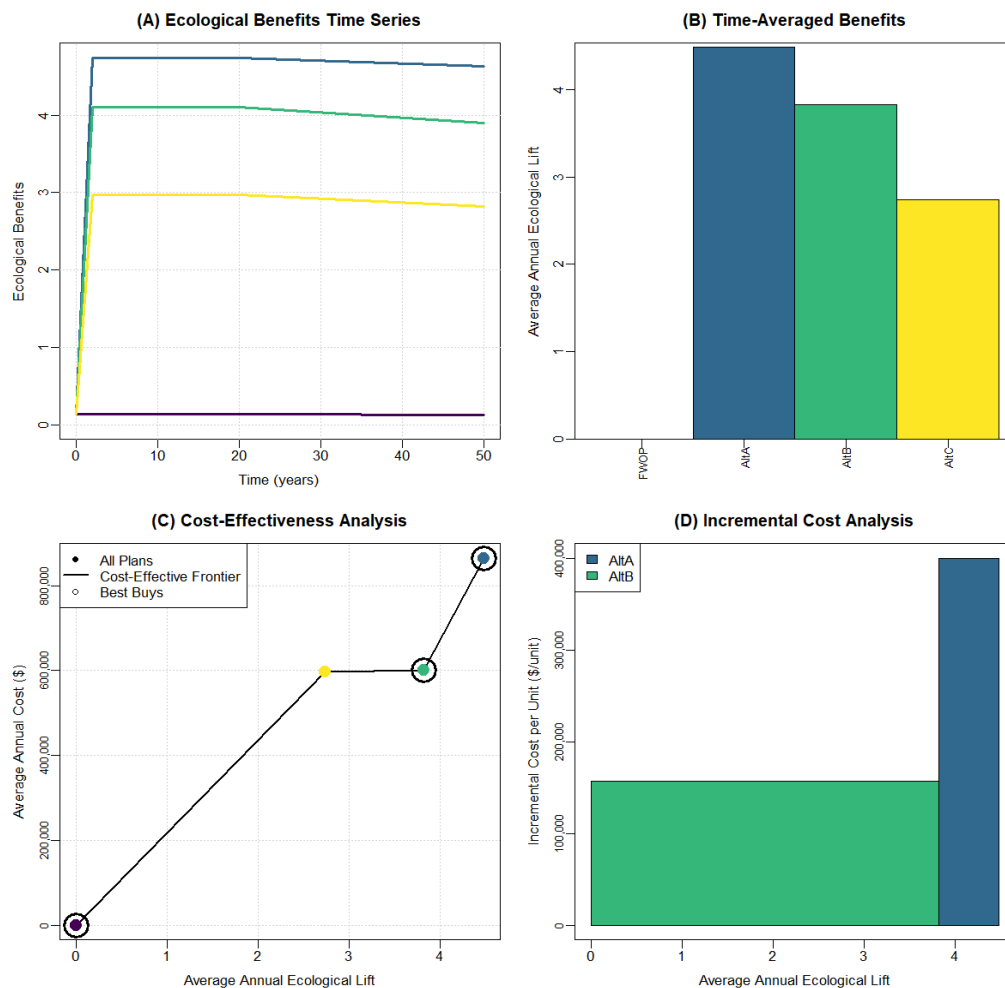 (A) Ecological Benefits Time Series
Ecological Benefits
0
1
2
3
4
0
10
20
30
40
50
Time (years)
(B) Time-Averaged Benefits
Average Annual Ecological Lift
0
1
2
3
4
FWOP
AltA
AltB
AltC
(C) Cost-Effectiveness Analysis
All Plans
Cost-Effective Frontier
Best Buys
Average Annual Cost ($)
0
200,000
400,000
600,000
800,000
0
1
2
3
4
Average Annual Ecological Lift
(D) Incremental Cost Analysis
AltA
AltB
Incremental Cost per Unit ($/unit)
0
100,000
200,000
300,000
400,000
0
1
2
3
4
Average Annual Ecological Lift